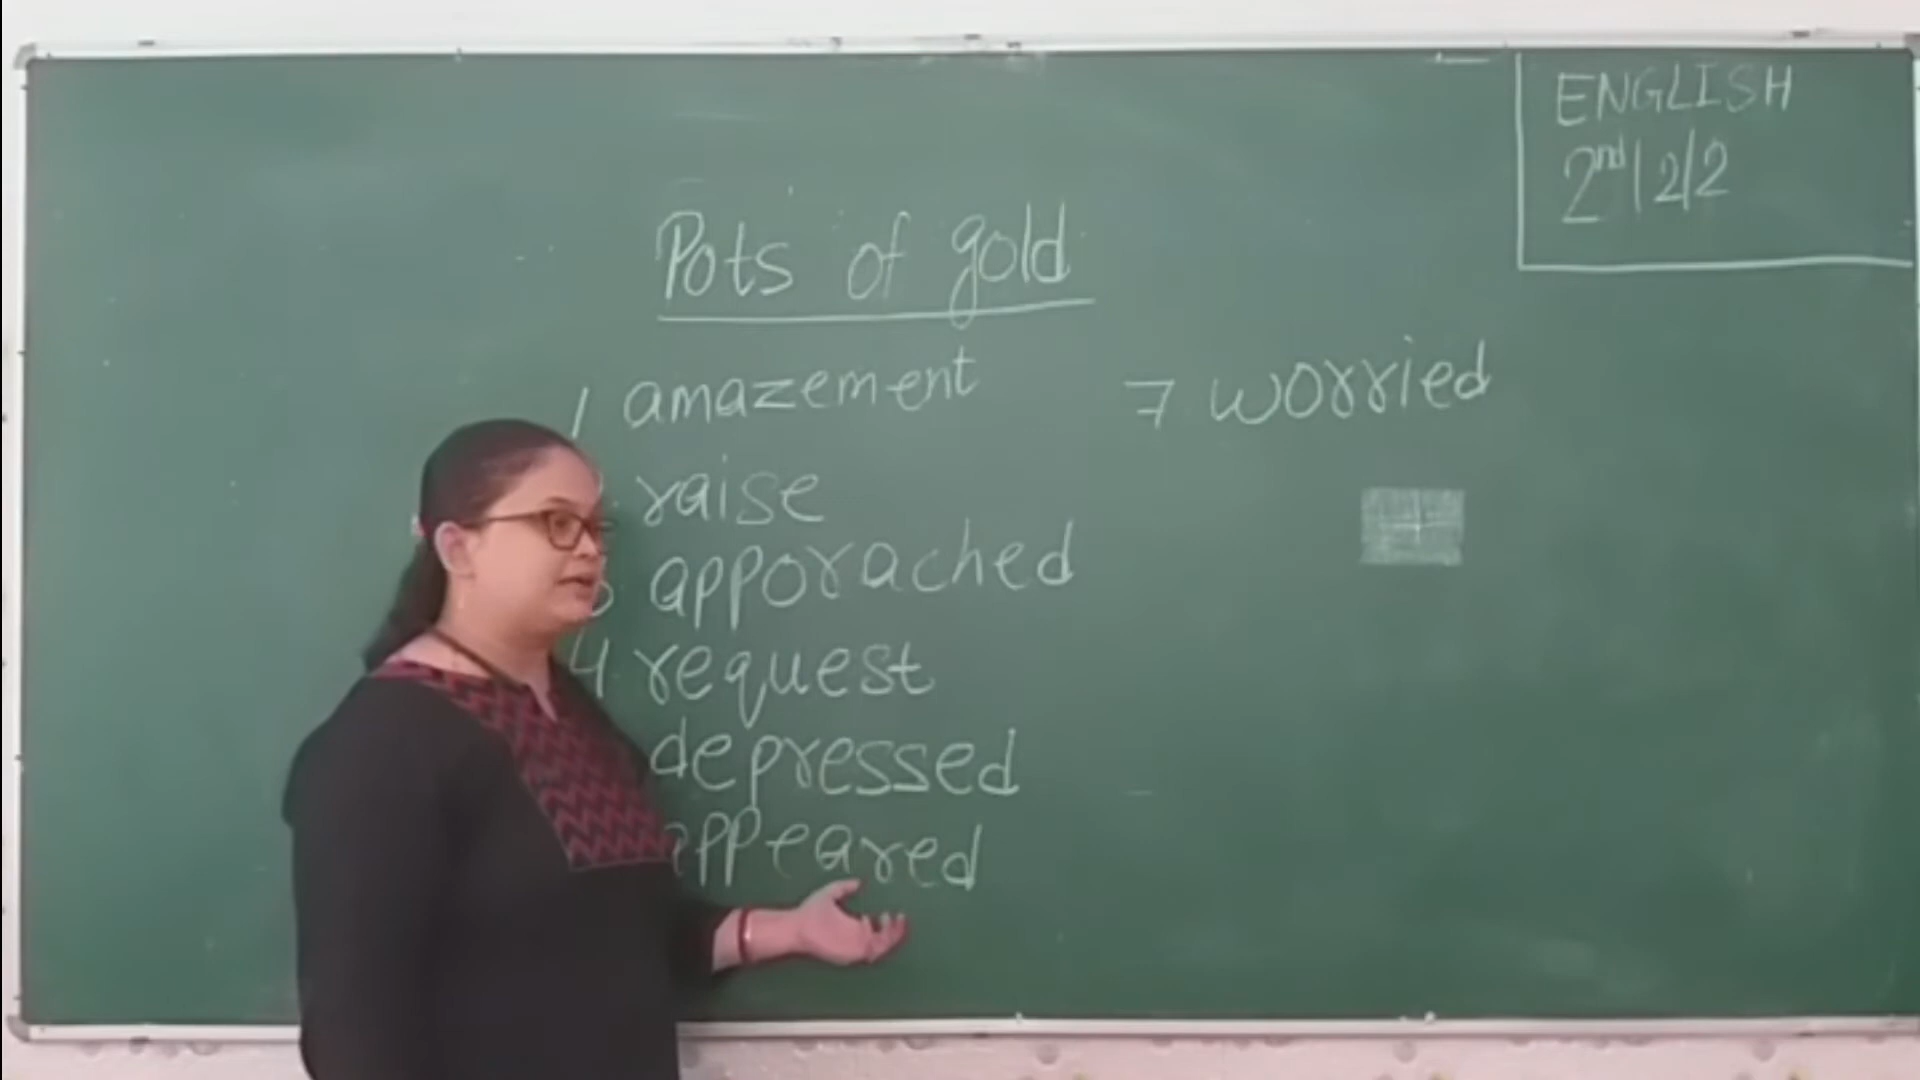 ENGLISH
2nd|2|2
Pots of gold
1 amazement
raise
apporached
4 request
depressed
appeared
7 worried